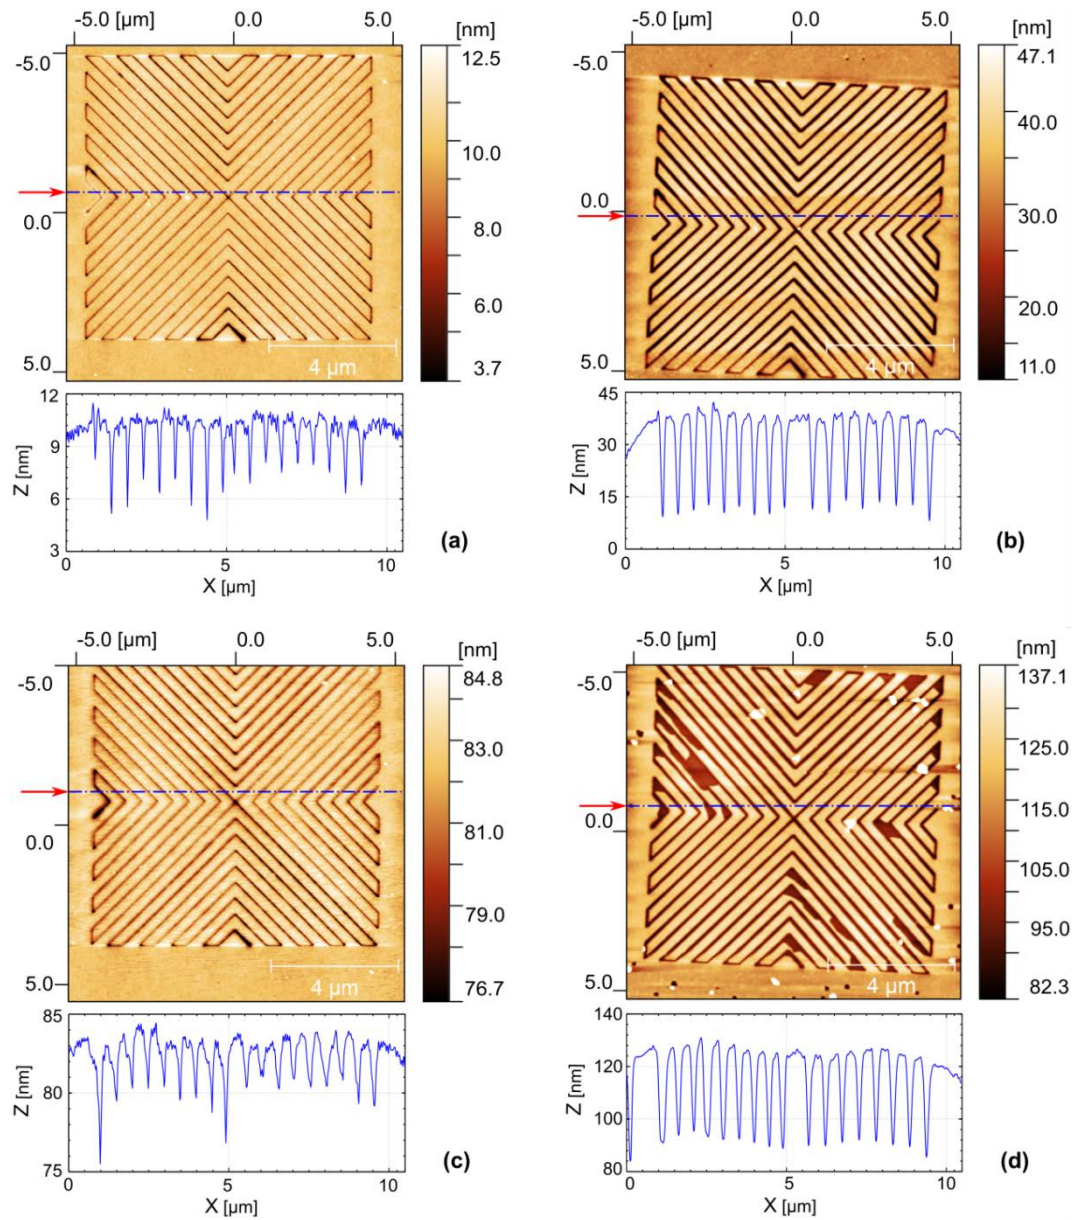 -5.0 [µm] 0.0 5.0 [nm]
-5.0
0.0
5.0
12.5
10.0
8.0
6.0
3.7
4 µm
12
9
6
3
Z [nm]
0 5 10
X [µm]
(a)
-5.0 [µm] 0.0 5.0 [nm]
-5.0
0.0
5.0
47.1
40.0
30.0
20.0
11.0
4 µm
45
30
15
0
Z [nm]
0 5 10
X [µm]
(b)
-5.0 [µm] 0.0 5.0 [nm]
-5.0
0.0
5.0
84.8
83.0
81.0
79.0
76.7
4 µm
85
80
75
Z [nm]
0 5 10
X [µm]
(c)
-5.0 [µm] 0.0 5.0 [nm]
-5.0
0.0
5.0
137.1
125.0
115.0
105.0
95.0
82.3
4 µm
140
120
100
80
Z [nm]
0 5 10
X [µm]
(d)